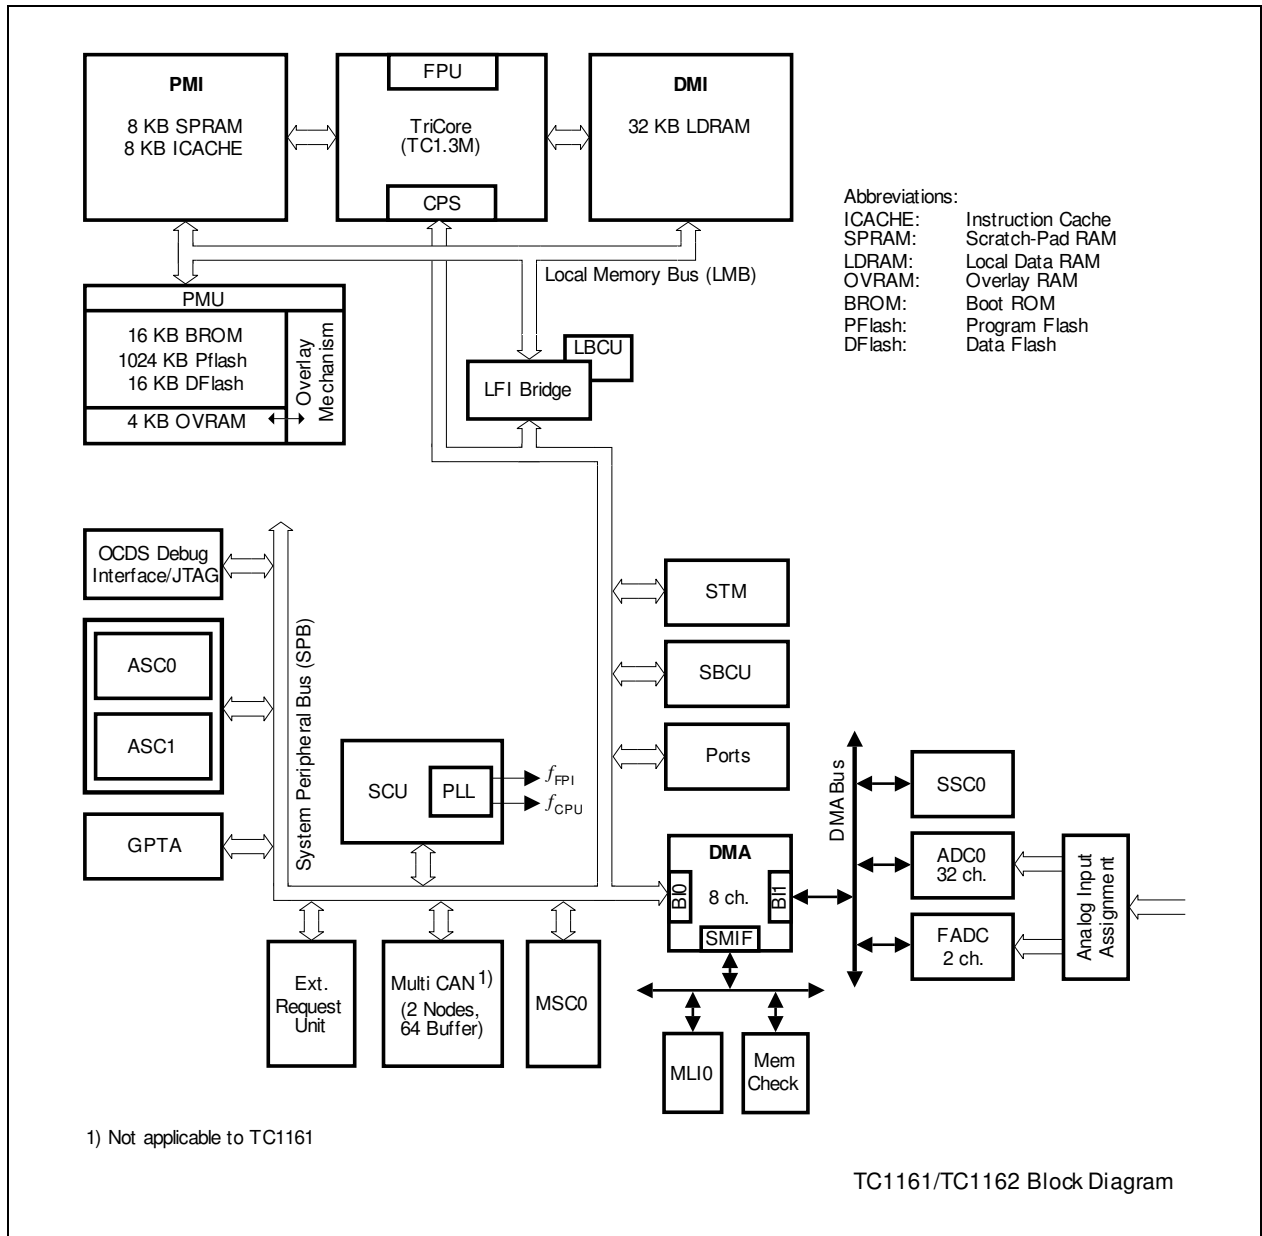 PMI
8 KB SPRAM
8 KB ICACHE
FPU
TriCore
(TC1.3M)
CPS
DMI
32 KB LDRAM
Abbreviations:
ICACHE: Instruction Cache
SPRAM: Scratch-Pad RAM
LDRAM: Local Data RAM
OVRAM: Overlay RAM
BROM: Boot ROM
PFlash: Program Flash
DFlash: Data Flash
Local Memory Bus (LMB)
PMU
16 KB BROM
1024 KB Pflash
16 KB DFlash
4 KB OVRAM
Overlay
Mechanism
LBCU
LFI Bridge
OCDS Debug
Interface/JTAG
ASC0
ASC1
GPTA
System Peripheral Bus (SPB)
SCU
PLL
fFPI
fCPU
STM
SBCU
Ports
DMA
BI0
8 ch.
BI1
SMIF
DMA Bus
SSC0
ADC0
32 ch.
FADC
2 ch.
Analog Input
Assignment
Ext.
Request
Unit
Multi CAN1)
(2 Nodes,
64 Buffer)
MSC0
MLI0
Mem
Check
1) Not applicable to TC1161
TC1161/TC1162 Block Diagram